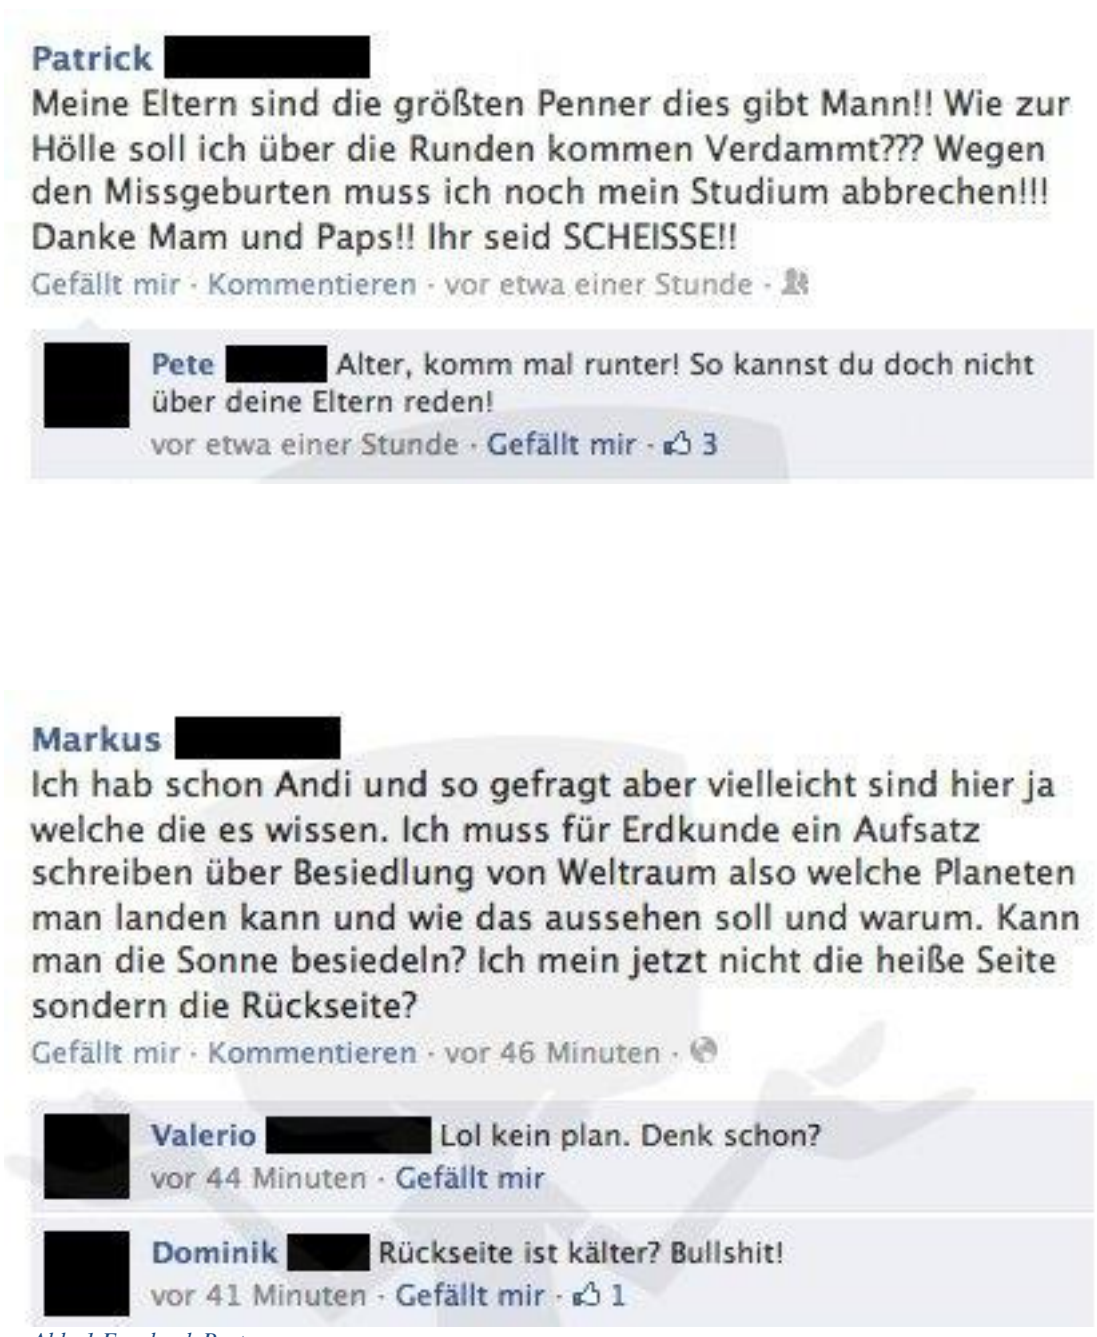 Patrick
Meine Eltern sind die größten Penner dies gibt Mann!! Wie zur
Hölle soll ich über die Runden kommen Verdammt??? Wegen
den Missgeburten muss ich noch mein Studium abbrechen!!!
Danke Mam und Paps!! Ihr seid SCHEISSE!!
Gefällt mir · Kommentieren · vor etwa einer Stunde ·
Pete Alter, komm mal runter! So kannst du doch nicht
über deine Eltern reden!
vor etwa einer Stunde · Gefällt mir · 3
Markus
Ich hab schon Andi und so gefragt aber vielleicht sind hier ja
welche die es wissen. Ich muss für Erdkunde ein Aufsatz
schreiben über Besiedlung von Weltraum also welche Planeten
man landen kann und wie das aussehen soll und warum. Kann
man die Sonne besiedeln? Ich mein jetzt nicht die heiße Seite
sondern die Rückseite?
Gefällt mir · Kommentieren · vor 46 Minuten ·
Valerio Lol kein plan. Denk schon?
vor 44 Minuten · Gefällt mir
Dominik Rückseite ist kälter? Bullshit!
vor 41 Minuten · Gefällt mir · 1